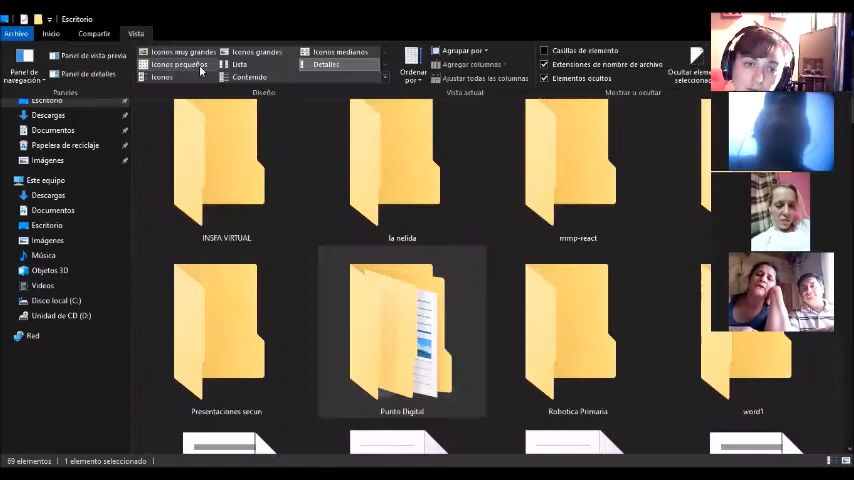 Escritorio
Archivo Inicio Compartir Vista
Panel de navegación
Panel de vista previa
Panel de detalles
Paneles
Iconos muy grandes Iconos grandes Iconos medianos
Iconos pequeños Lista Detalles
Iconos Contenido
Diseño
Ordenar por
Agrupar por
Agregar columnas
Ajustar todas las columnas
Vista actual
Casillas de elemento
Extensiones de nombre de archivo
Elementos ocultos
Mostrar u ocultar
Escritorio
Descargas
Documentos
Papelera de reciclaje
Imágenes
Este equipo
Descargas
Documentos
Escritorio
Imágenes
Música
Objetos 3D
Videos
Disco local (C:)
Unidad de CD (D:)
Red
INSFA VIRTUAL la nelida mmp-react
Presentaciones secun Punto Digital Robotica Primaria word1
69 elementos 1 elemento seleccionado